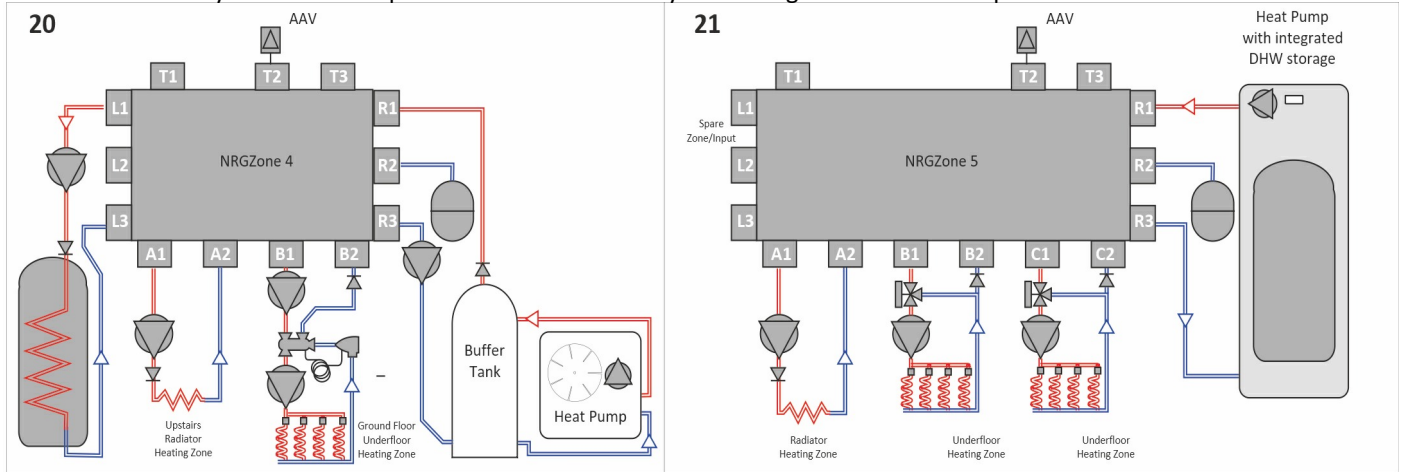 20
AAV
T1
T2
T3
L1
R1
L2
NRGZone 4
R2
L3
R3
A1
A2
B1
B2
Buffer
Tank
Heat Pump
Upstairs
Radiator
Heating Zone
Ground Floor
Underfloor
Heating Zone
21
AAV
Heat Pump
with integrated
DHW storage
T1
T2
T3
L1
R1
Spare
Zone/Input
L2
NRGZone 5
R2
L3
R3
A1
A2
B1
B2
C1
C2
Radiator
Heating Zone
Underfloor
Heating Zone
Underfloor
Heating Zone